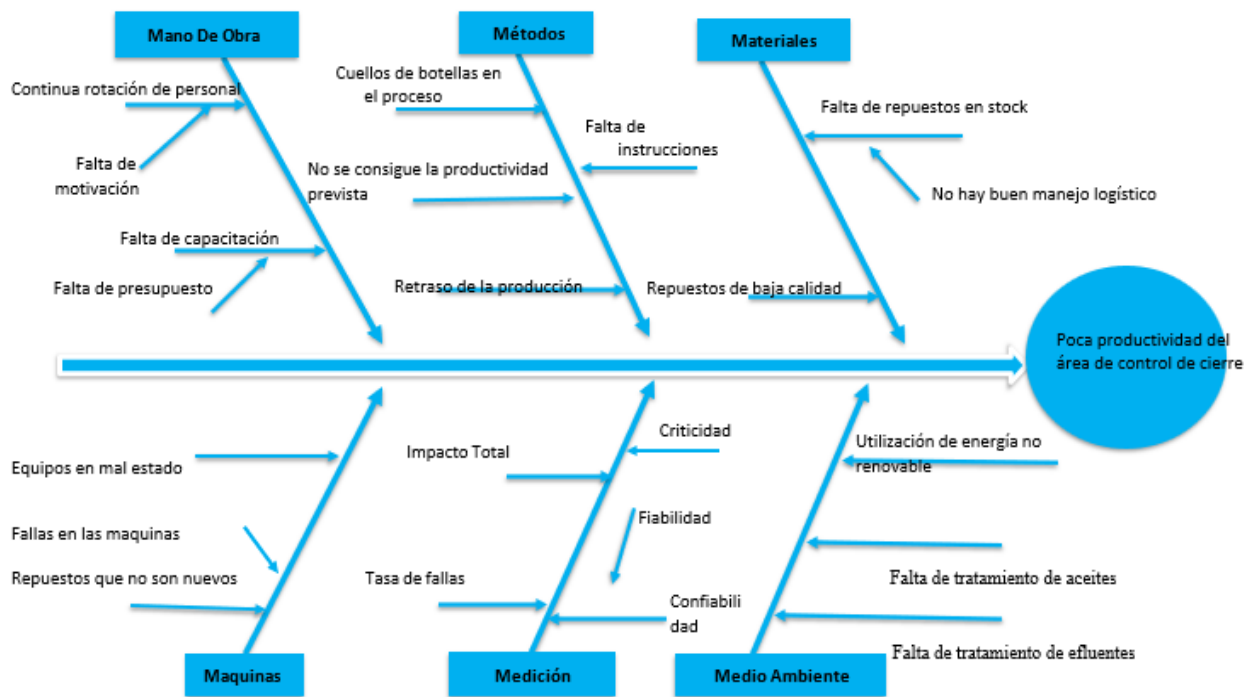 Mano De Obra
Métodos
Materiales
Continua rotación de personal
Falta de
motivación
Falta de capacitación
Falta de presupuesto
Cuellos de botellas en
el proceso
Falta de
instrucciones
No se consigue la productividad
prevista
Retraso de la producción
Falta de repuestos en stock
No hay buen manejo logístico
Repuestos de baja calidad
Poca productividad del
área de control de cierre
Equipos en mal estado
Fallas en las maquinas
Repuestos que no son nuevos
Impacto Total
Criticidad
Fiabilidad
Tasa de fallas
Confiabili
dad
Utilización de energía no
renovable
Falta de tratamiento de aceites
Falta de tratamiento de efluentes
Maquinas
Medición
Medio Ambiente